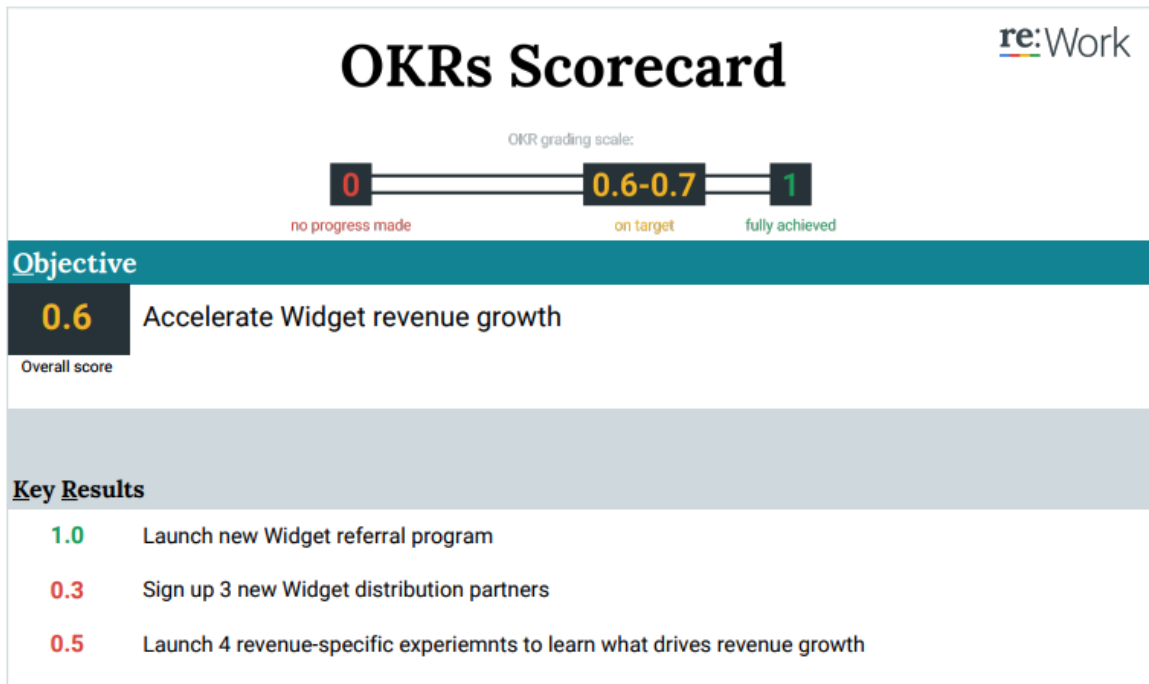 re:Work
OKRs Scorecard
OKR grading scale:
0 0.6-0.7 1
no progress made on target fully achieved
Objective
0.6 Accelerate Widget revenue growth
Overall score
Key Results
1.0 Launch new Widget referral program
0.3 Sign up 3 new Widget distribution partners
0.5 Launch 4 revenue-specific experiemnts to learn what drives revenue growth